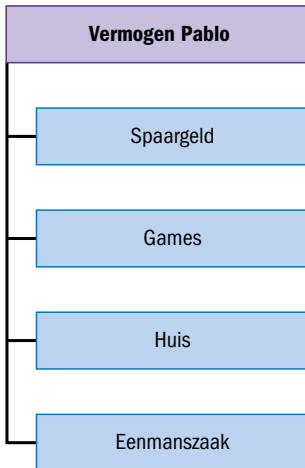 Vermogen Pablo
Spaargeld
Games
Huis
Eenmanszaak